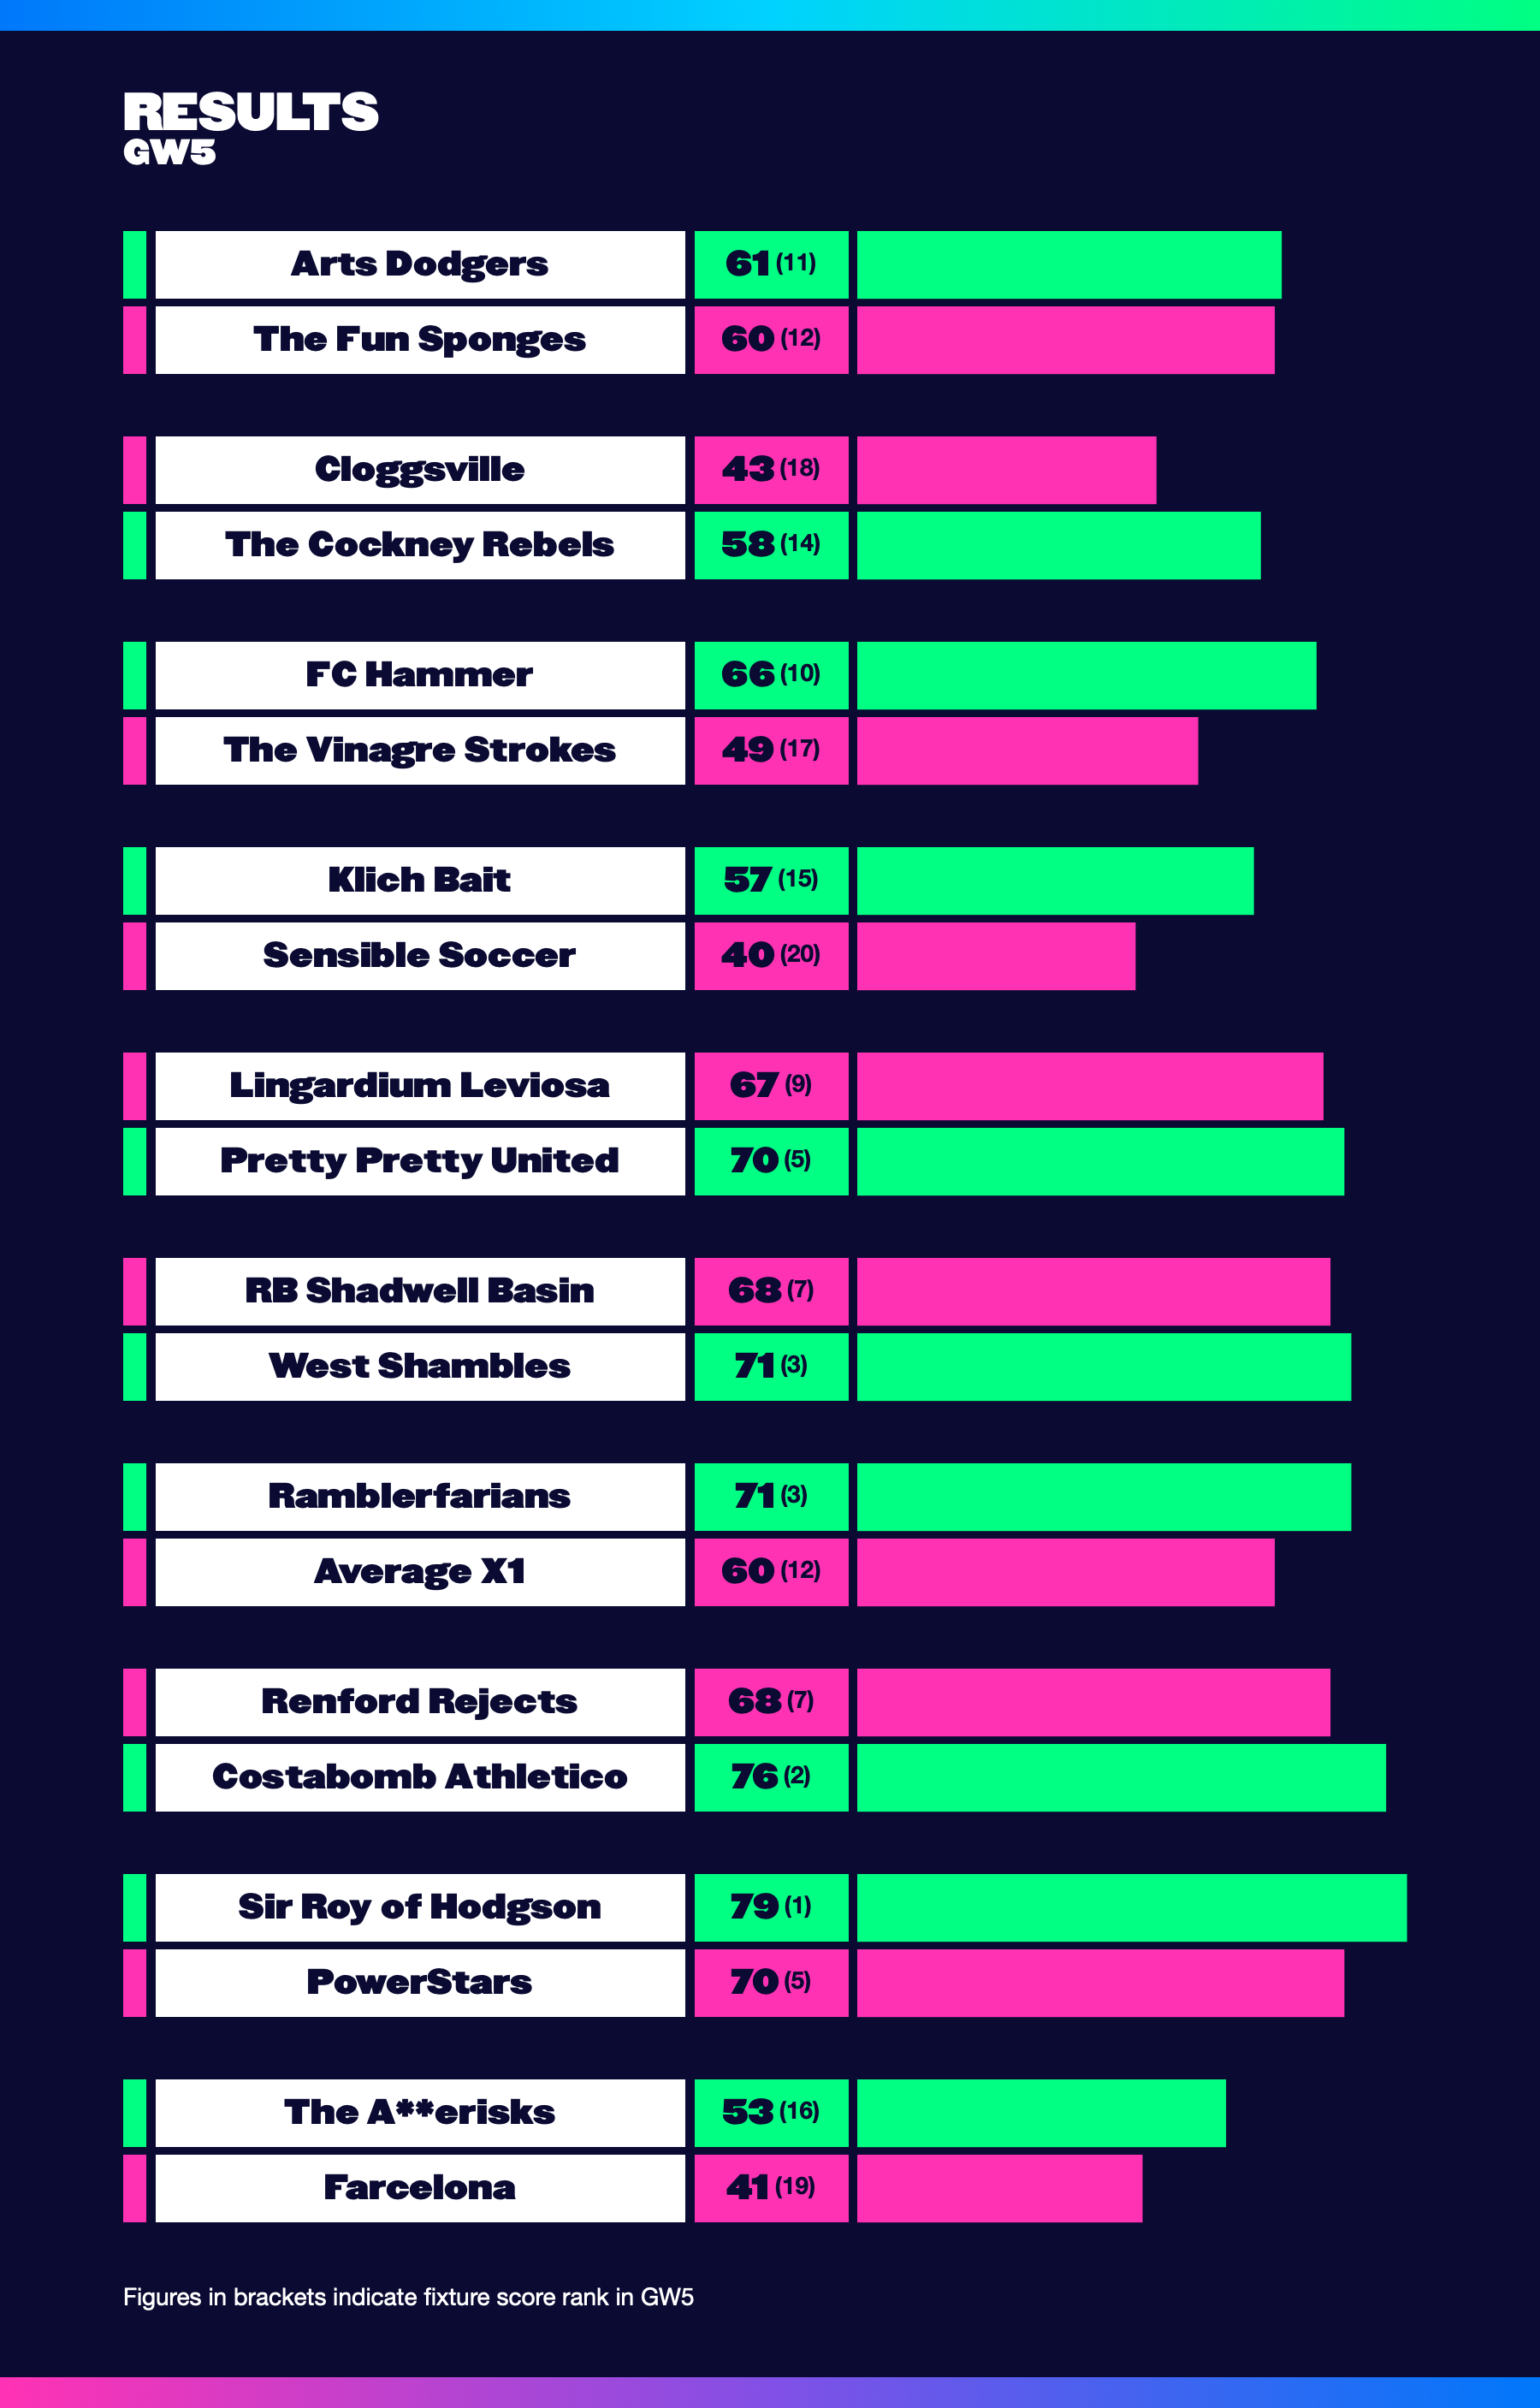 RESULTS
GW5
Arts Dodgers 61 (11)
The Fun Sponges 60 (12)
Cloggsville 43 (18)
The Cockney Rebels 58 (14)
FC Hammer 66 (10)
The Vinagre Strokes 49 (17)
Klich Bait 57 (15)
Sensible Soccer 40 (20)
Lingardium Leviosa 67 (9)
Pretty Pretty United 70 (5)
RB Shadwell Basin 68 (7)
West Shambles 71 (3)
Ramblerfarians 71 (3)
Average X1 60 (12)
Renford Rejects 68 (7)
Costabomb Athletico 76 (2)
Sir Roy of Hodgson 79 (1)
PowerStars 70 (5)
The A**erisks 53 (16)
Farcelona 41 (19)
Figures in brackets indicate fixture score rank in GW5